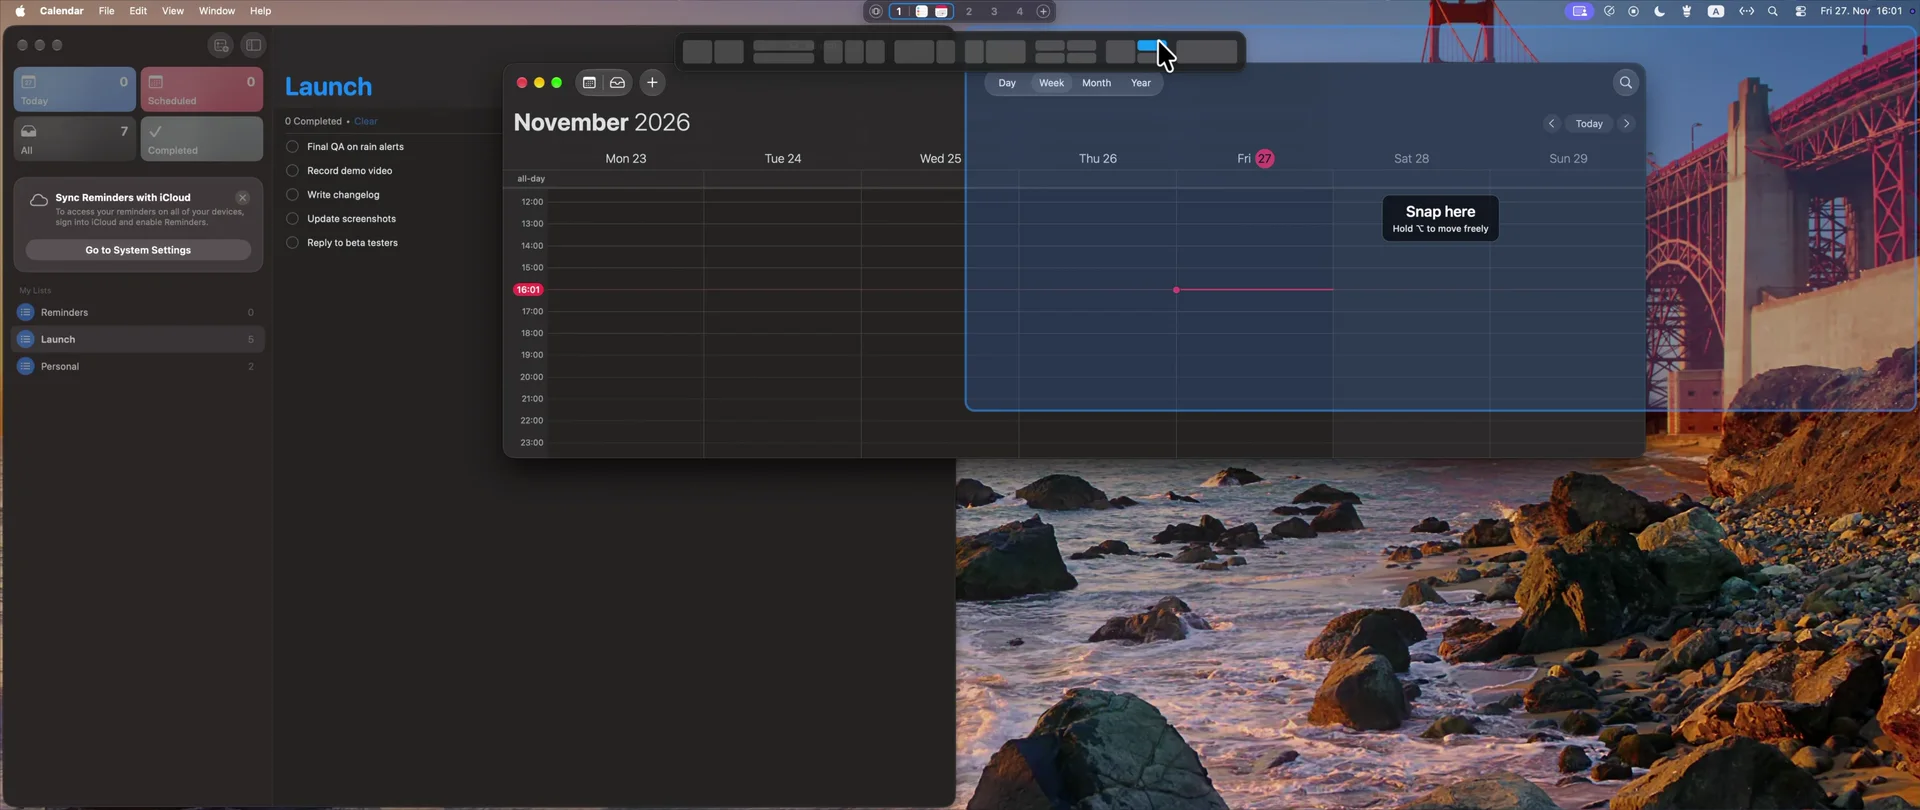 Calendar File Edit View Window Help
1 2 3 4
A
Fri 27. Nov 16:01
0
Today
0
Scheduled
7
All
Completed
Sync Reminders with iCloud
To access your reminders on all of your devices,
sign into iCloud and enable Reminders.
Go to System Settings
My Lists
Reminders 0
Launch 5
Personal 2
Launch
0 Completed • Clear
Final QA on rain alerts
Record demo video
Write changelog
Update screenshots
Reply to beta testers
Day Week Month Year
November 2026
Today
Mon 23 Tue 24 Wed 25 Thu 26 Fri 27 Sat 28 Sun 29
all-day
12:00
13:00
14:00
15:00
16:01
17:00
18:00
19:00
20:00
21:00
22:00
23:00
Snap here
Hold ⌥ to move freely